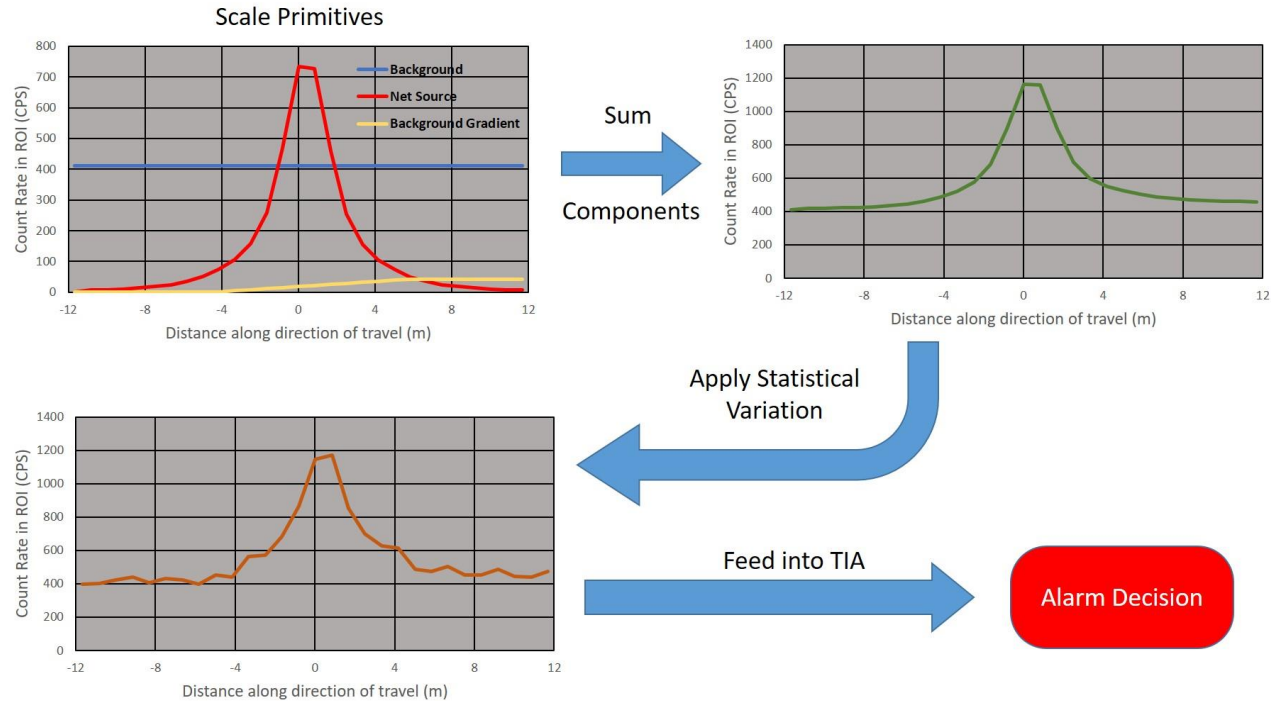 Scale Primitives
800
700
600
500
400
300
200
100
0
Count Rate in ROI (CPS)
Background
Net Source
Background Gradient
-12 -8 -4 0 4 8 12
Distance along direction of travel (m)
Sum
Components
1400
1200
1000
800
600
400
200
0
Count Rate in ROI (CPS)
-12 -8 -4 0 4 8 12
Distance along direction of travel (m)
Apply Statistical
Variation
1400
1200
1000
800
600
400
200
0
Count Rate in ROI (CPS)
-12 -8 -4 0 4 8 12
Distance along direction of travel (m)
Feed into TIA
Alarm Decision